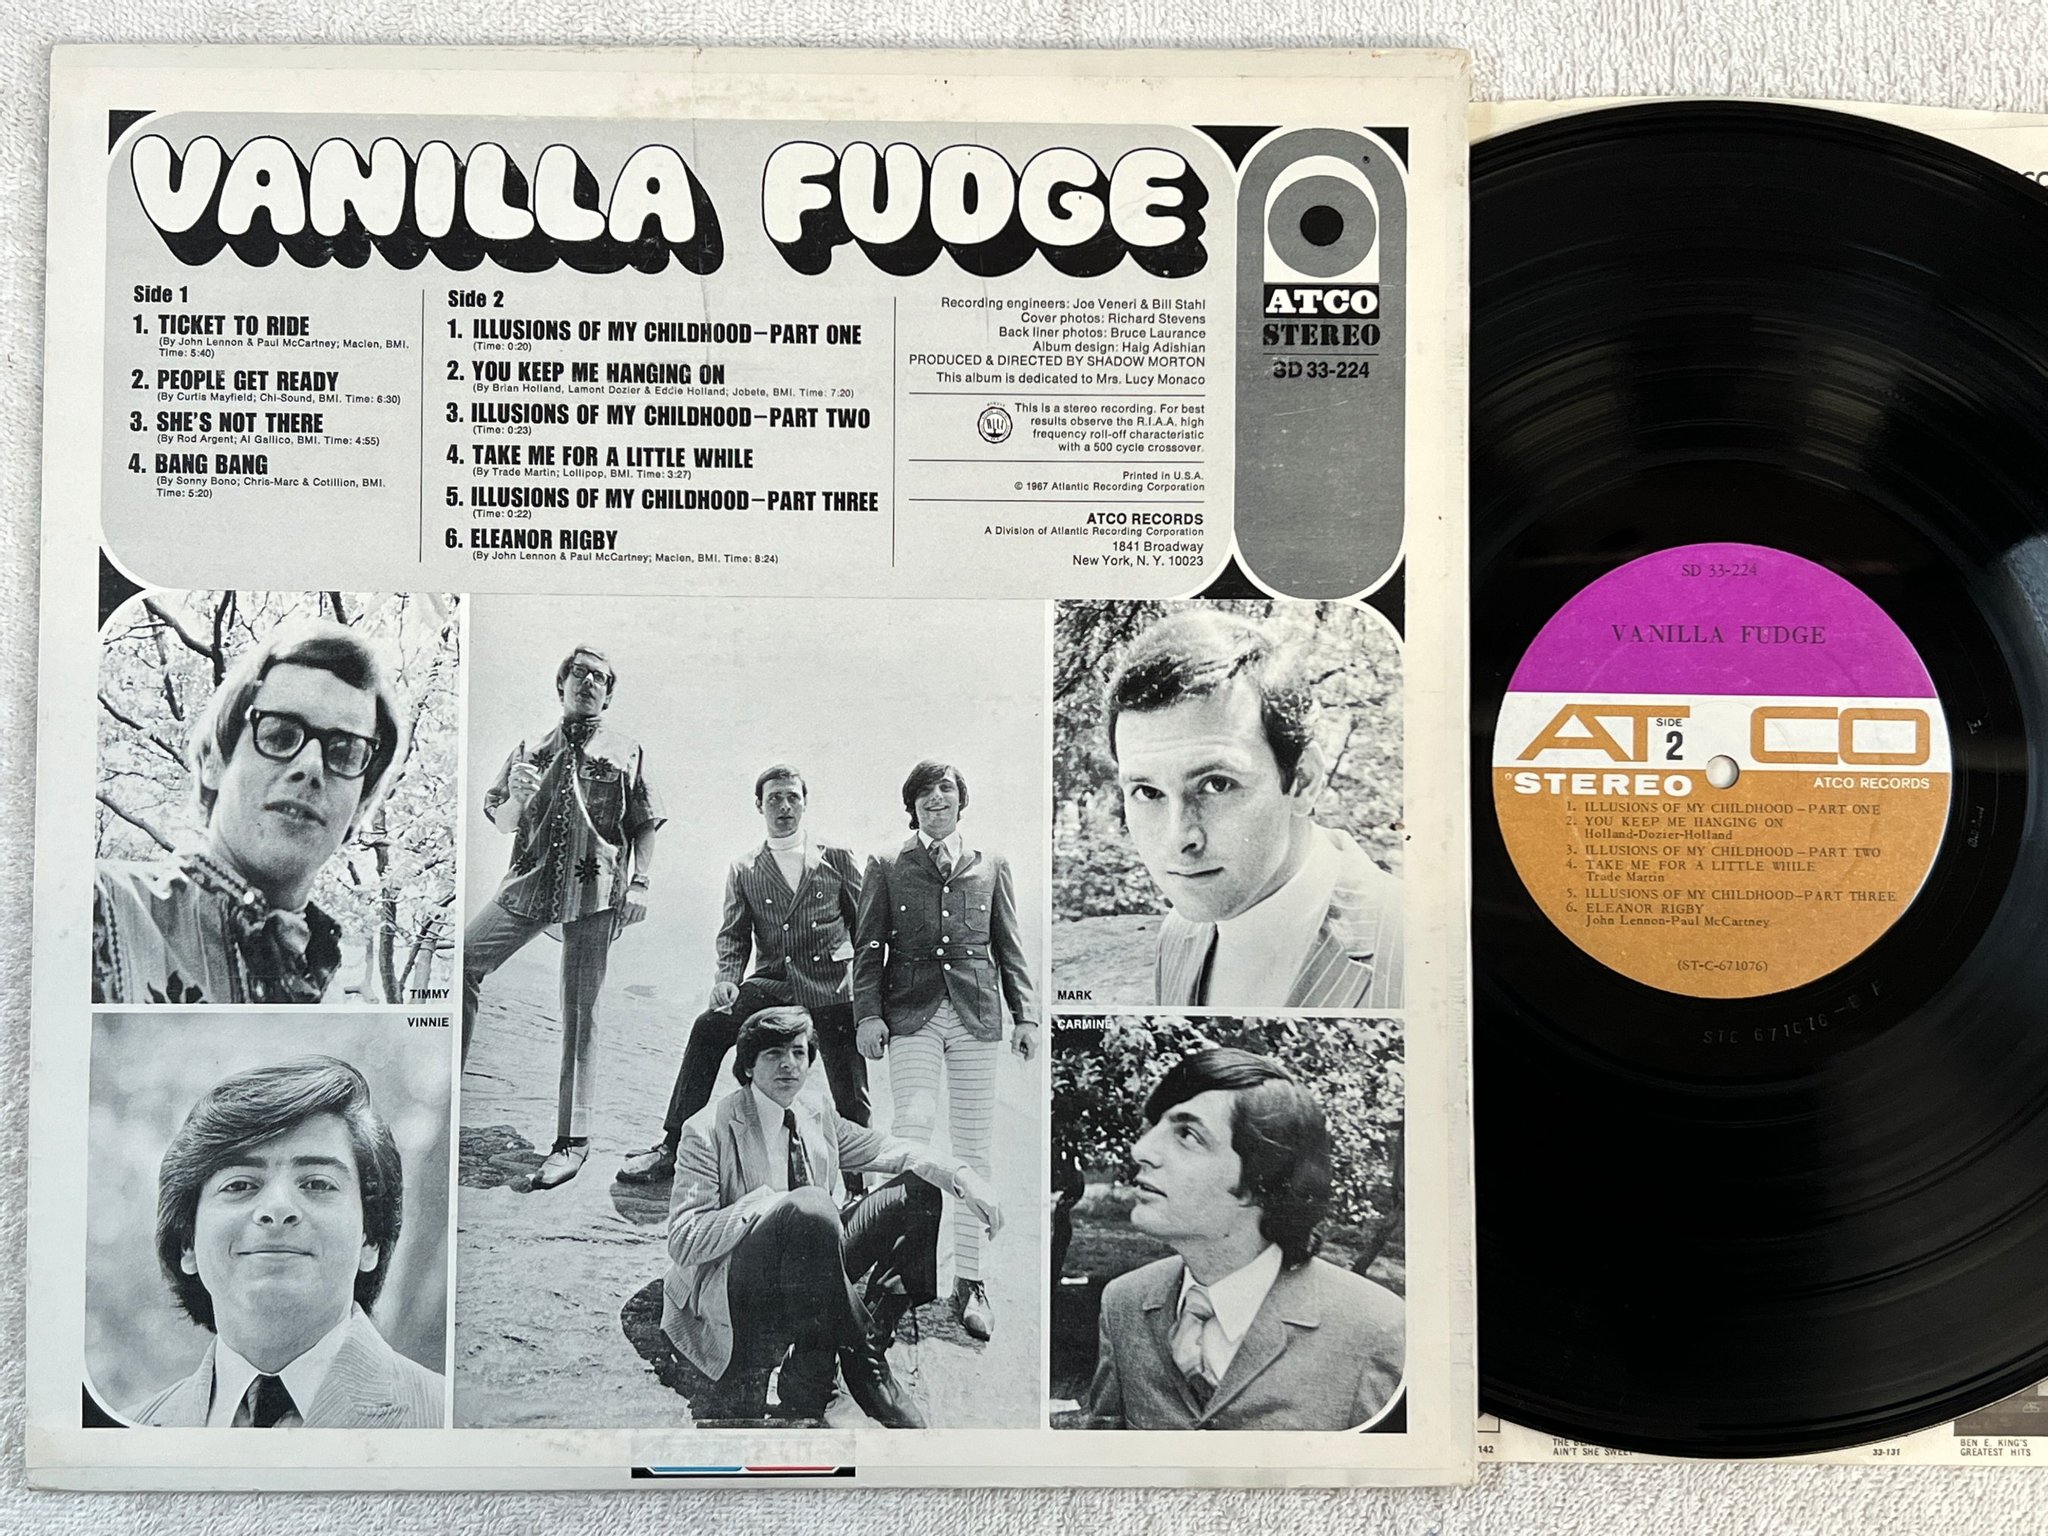 VANILLA FUDGE
Side 1
1. TICKET TO RIDE
(By John Lennon & Paul McCartney; Maclen, BMI.
Time: 5:40)
2. PEOPLE GET READY
(By Curtis Mayfield; Chi-Sound, BMI. Time: 6:30)
3. SHE'S NOT THERE
(By Rod Argent; Al Gallico, BMI. Time: 4:55)
4. BANG BANG
(By Sonny Bono; Chris-Marc & Cotillion, BMI.
Time: 5:20)
Side 2
1. ILLUSIONS OF MY CHILDHOOD—PART ONE
(Time: 0:20)
2. YOU KEEP ME HANGING ON
(By Brian Holland, Lamont Dozier & Eddie Holland; Jobete, BMI. Time: 7:20)
3. ILLUSIONS OF MY CHILDHOOD—PART TWO
(Time: 0:23)
4. TAKE ME FOR A LITTLE WHILE
(By Trade Martin; Lollipop, BMI. Time: 3:27)
5. ILLUSIONS OF MY CHILDHOOD—PART THREE
(Time: 0:22)
6. ELEANOR RIGBY
(By John Lennon & Paul McCartney; Maclen, BMI. Time: 8:24)
Recording engineers: Joe Veneri & Bill Stahl
Cover photos: Richard Stevens
Back liner photos: Bruce Laurance
Album design: Haig Adishian
PRODUCED & DIRECTED BY SHADOW MORTON
This album is dedicated to Mrs. Lucy Monaco
This is a stereo recording. For best
results observe the R.I.A.A. high
frequency roll-off characteristic
with a 500 cycle crossover.
Printed in U.S.A.
© 1967 Atlantic Recording Corporation
ATCO RECORDS
A Division of Atlantic Recording Corporation
1841 Broadway
New York, N. Y. 10023
ATCO
STEREO
SD 33-224
TIMMY
VINNIE
MARK
CARMINE
SD 33-224
VANILLA FUDGE
ATCO
SIDE
2
STEREO
ATCO RECORDS
1. ILLUSIONS OF MY CHILDHOOD—PART ONE
2. YOU KEEP ME HANGING ON
Holland-Dozier-Holland
3. ILLUSIONS OF MY CHILDHOOD—PART TWO
4. TAKE ME FOR A LITTLE WHILE
Trade Martin
5. ILLUSIONS OF MY CHILDHOOD—PART THREE
6. ELEANOR RIGBY
John Lennon-Paul McCartney
(ST-C-671076)
142
AIN'T SHE SWEET
33-131
BEN E. KING'S
GREATEST HITS